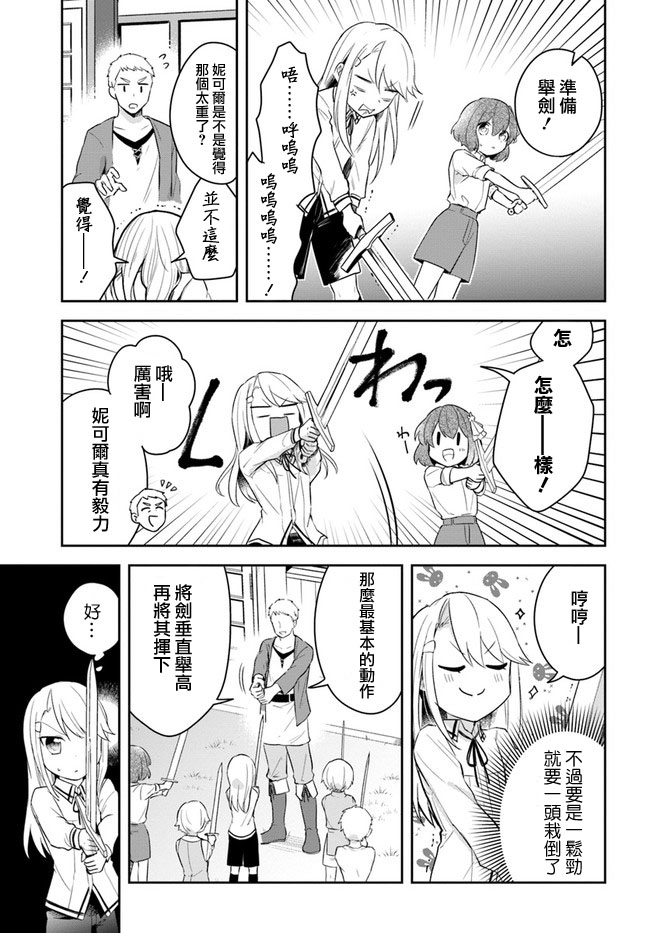 準備
舉劍！
唔……呼嗚嗚
嗚嗚嗚嗚……
妮可爾是不是覺得
那個太重了？
並不這麼
覺得——！
怎
怎麼——樣！
わっ
く
哦—
厲害啊
妮可爾真有毅力
哼哼—
不過要是一鬆勁
就要一頭栽倒了
那麼最基本的動作
將劍垂直舉高
再將其揮下
好…